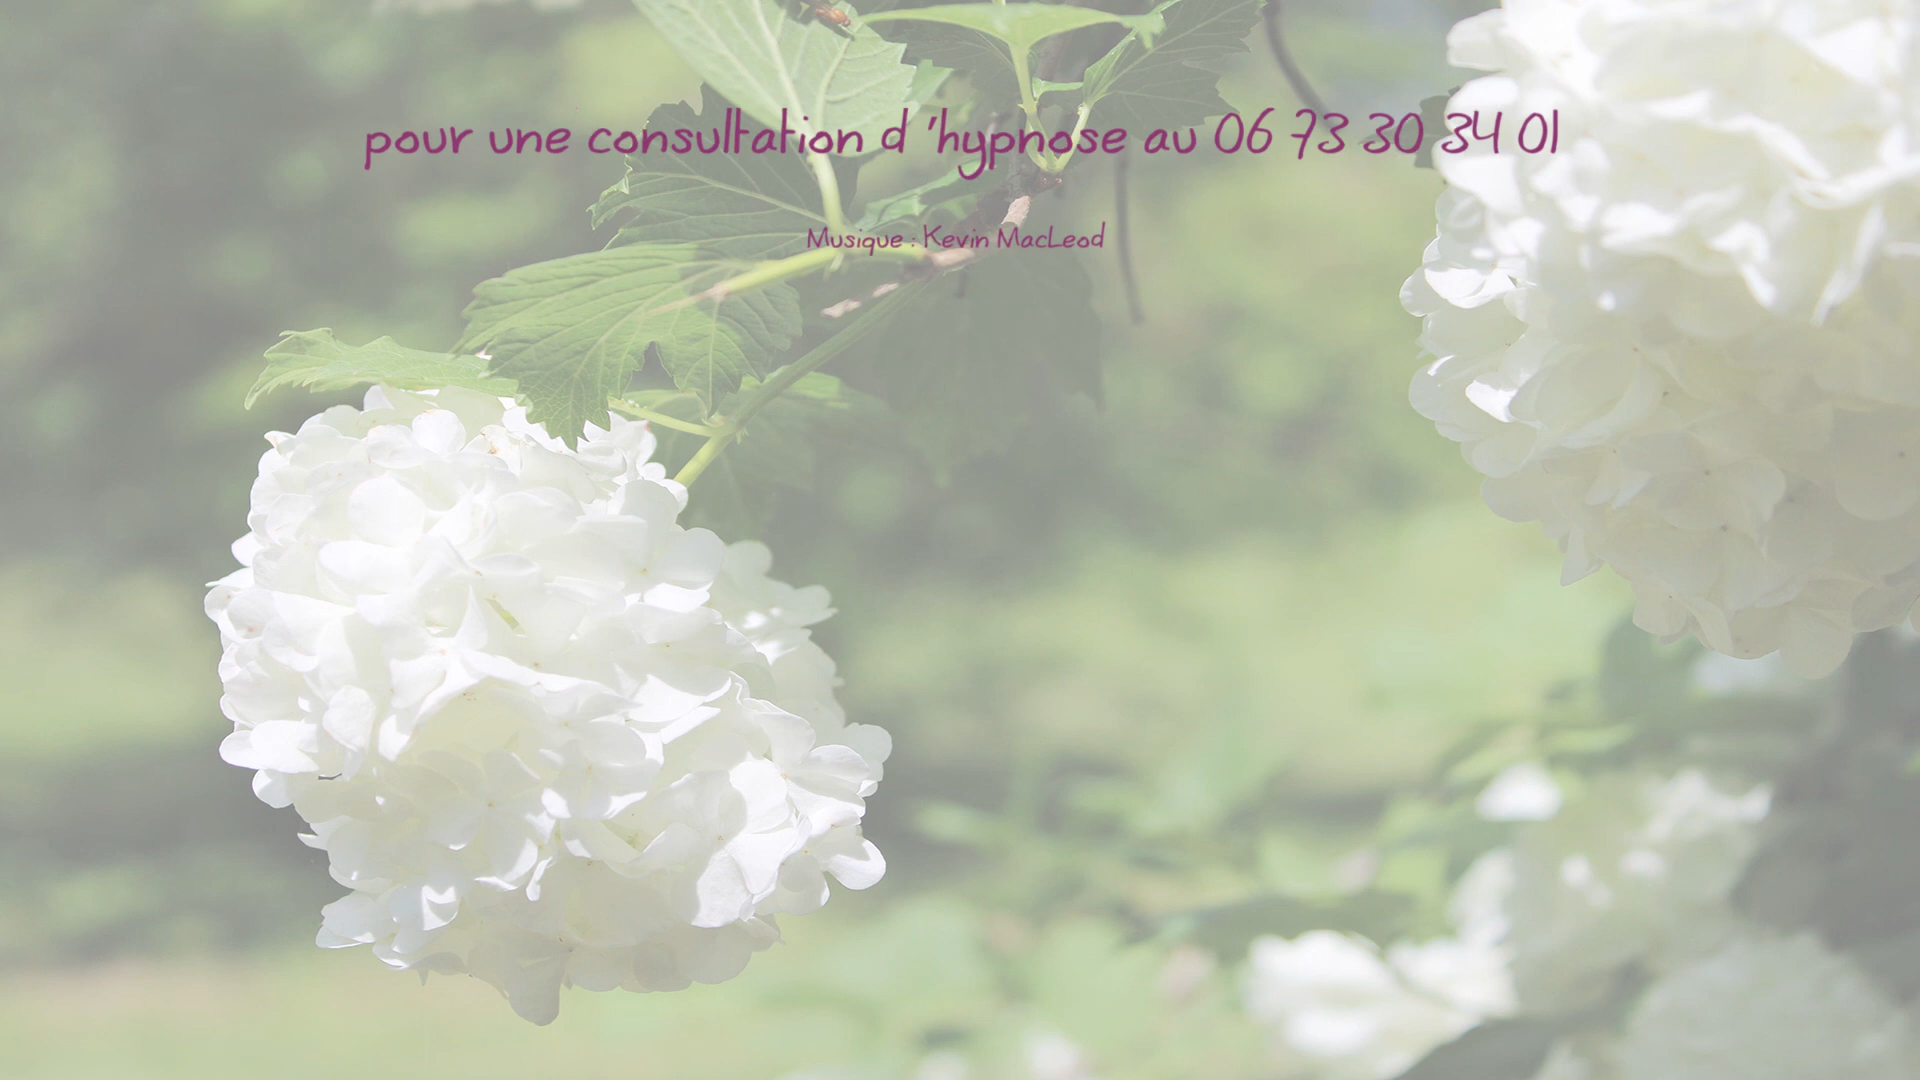 pour une consultation d 'hypnose au 06 73 30 34 01
Musique : Kevin MacLeod